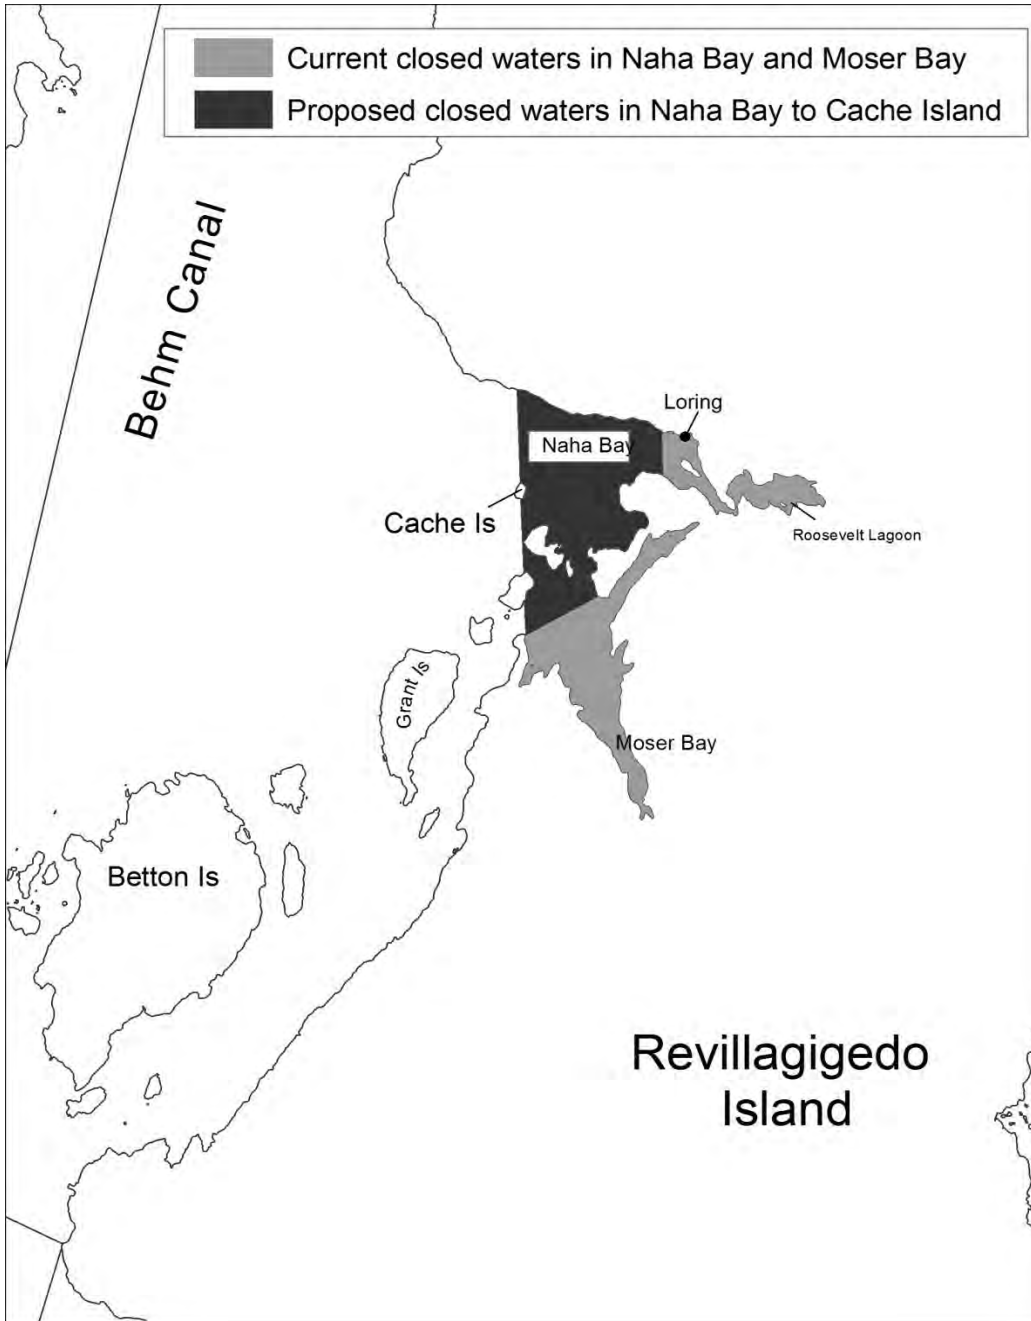 Current closed waters in Naha Bay and Moser Bay
Proposed closed waters in Naha Bay to Cache Island
Behm Canal
Loring
Naha Bay
Cache Is
Roosevelt Lagoon
Grant Is
Moser Bay
Betton Is
Revillagigedo
Island